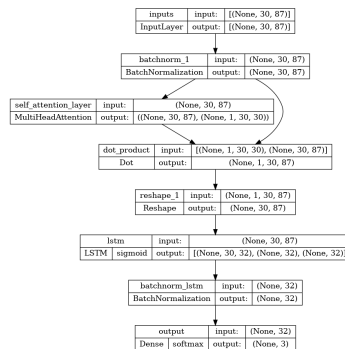 inputs input: [(None, 30, 87)]
InputLayer output: [(None, 30, 87)]
batchnorm_1 input: (None, 30, 87)
BatchNormalization output: (None, 30, 87)
self_attention_layer input: (None, 30, 87)
MultiHeadAttention output: ((None, 30, 87), (None, 1, 30, 30))
dot_product input: [(None, 1, 30, 30), (None, 30, 87)]
Dot output: (None, 1, 30, 87)
reshape_1 input: (None, 1, 30, 87)
Reshape output: (None, 30, 87)
lstm input: (None, 30, 87)
LSTM sigmoid output: [(None, 30, 32), (None, 32), (None, 32)]
batchnorm_lstm input: (None, 32)
BatchNormalization output: (None, 32)
output input: (None, 32)
Dense softmax output: (None, 3)